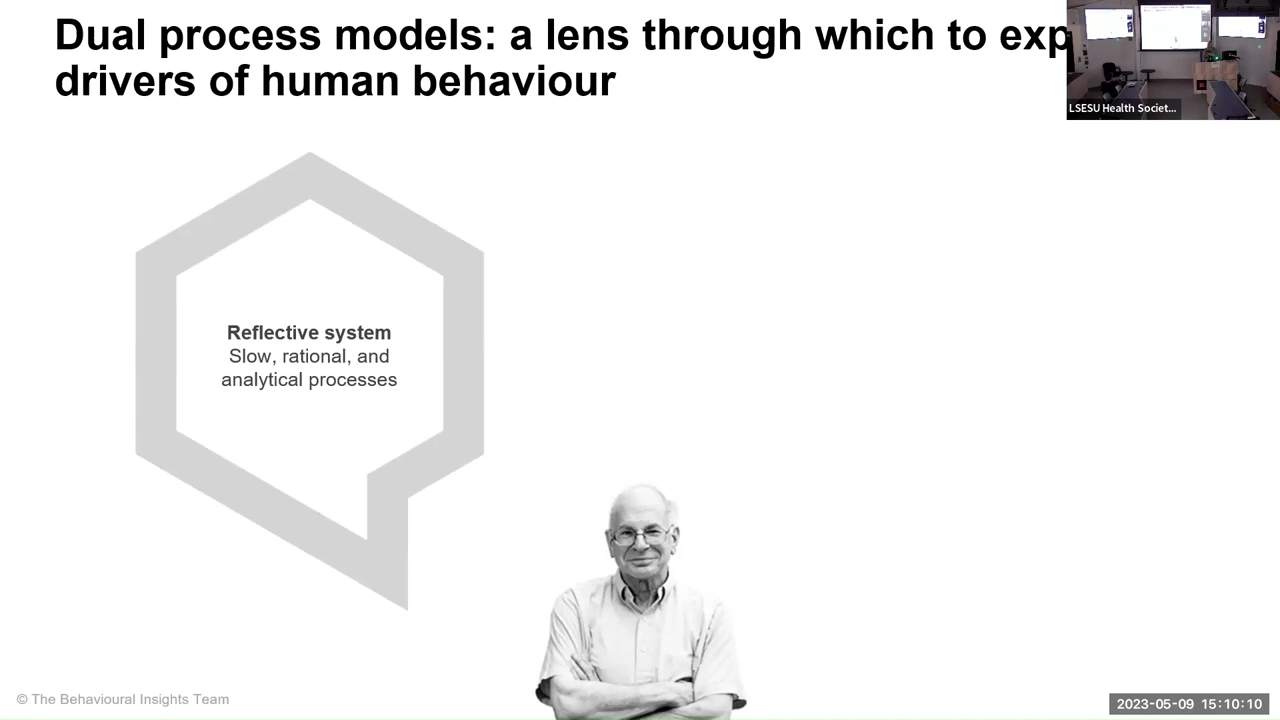 Dual process models: a lens through which to exp
drivers of human behaviour
LSESU Health Societ...
Reflective system
Slow, rational, and
analytical processes
© The Behavioural Insights Team
2023-05-09 15:10:10